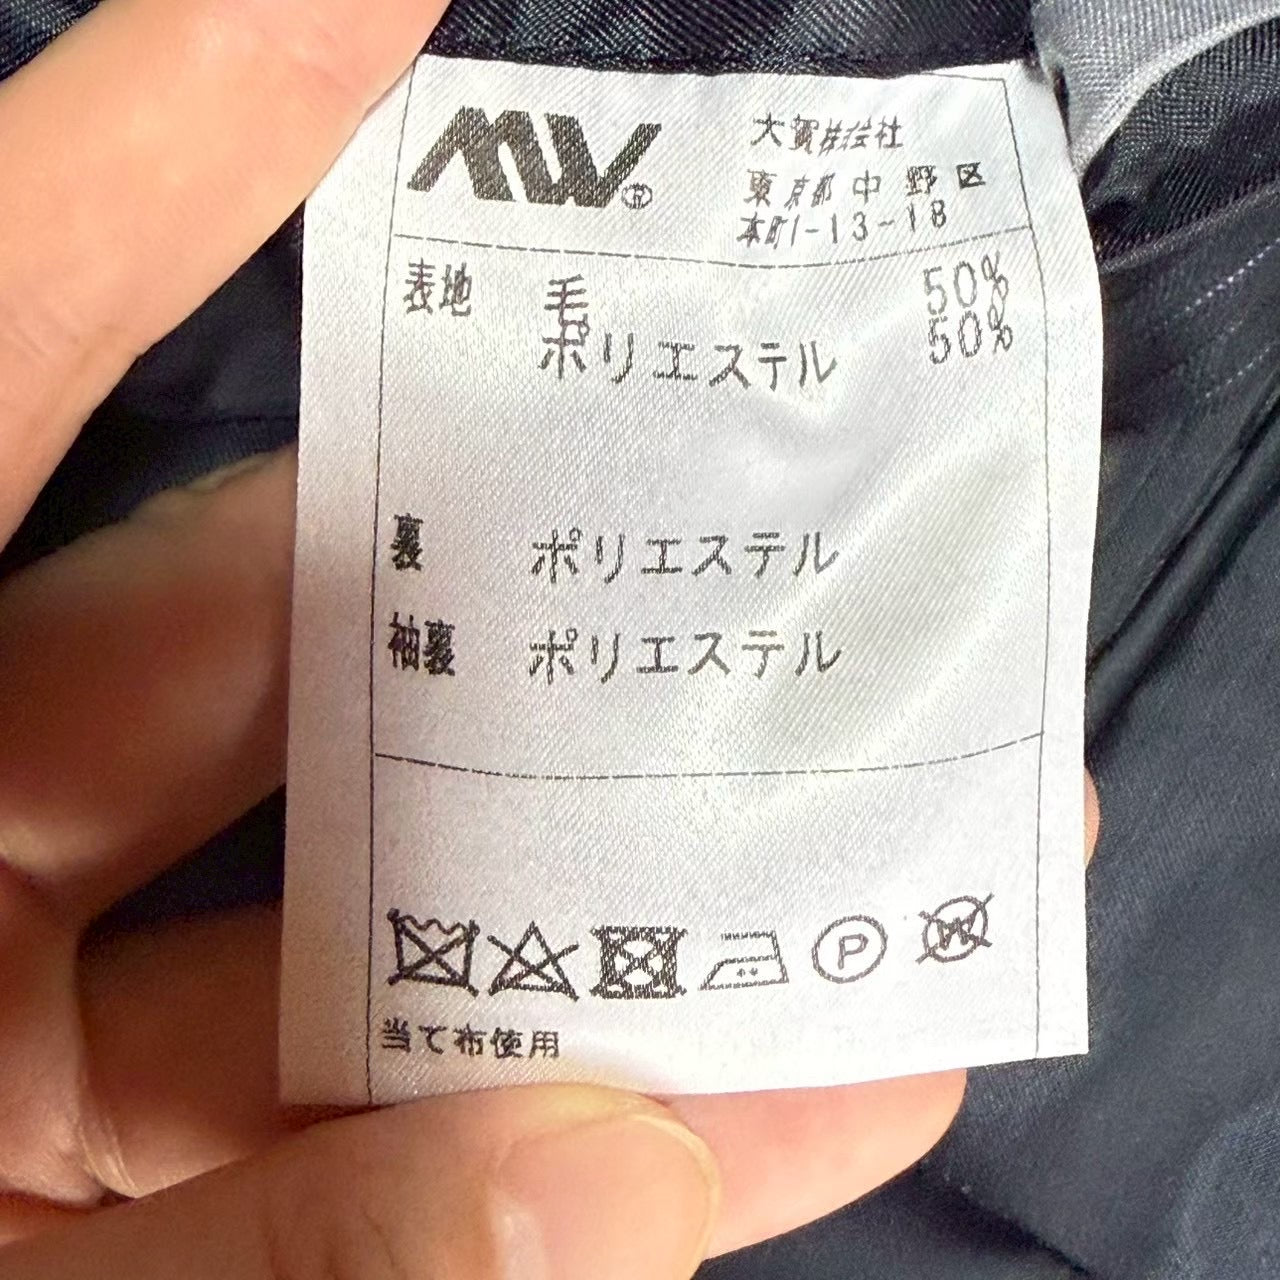 MW®
大賀株式会社
東京都中野区
本町1-13-18
表地 毛 50%
ポリエステル 50%
裏 ポリエステル
袖裏 ポリエステル
P
W
当て布使用